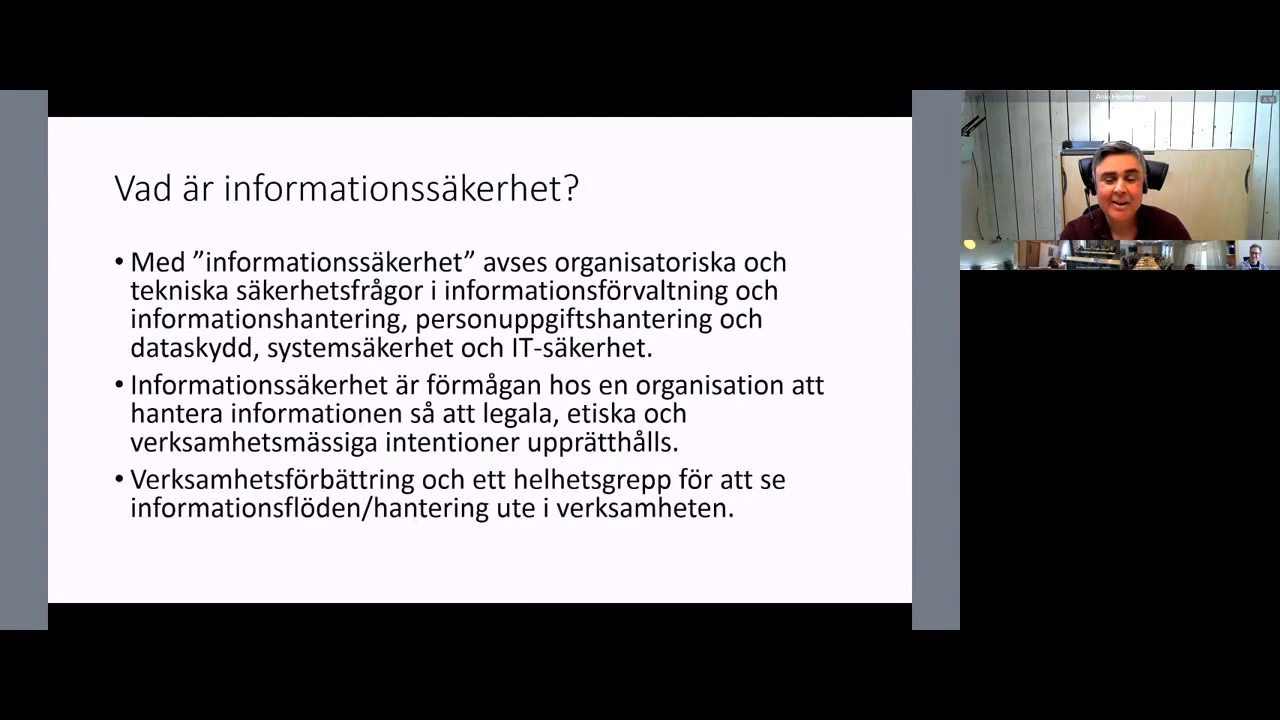 Vad är informationssäkerhet?
• Med ”informationssäkerhet” avses organisatoriska och
tekniska säkerhetsfrågor i informationsförvaltning och
informationshantering, personuppgiftshantering och
dataskydd, systemsäkerhet och IT-säkerhet.
• Informationssäkerhet är förmågan hos en organisation att
hantera informationen så att legala, etiska och
verksamhetsmässiga intentioner upprätthålls.
• Verksamhetsförbättring och ett helhetsgrepp för att se
informationsflöden/hantering ute i verksamheten.